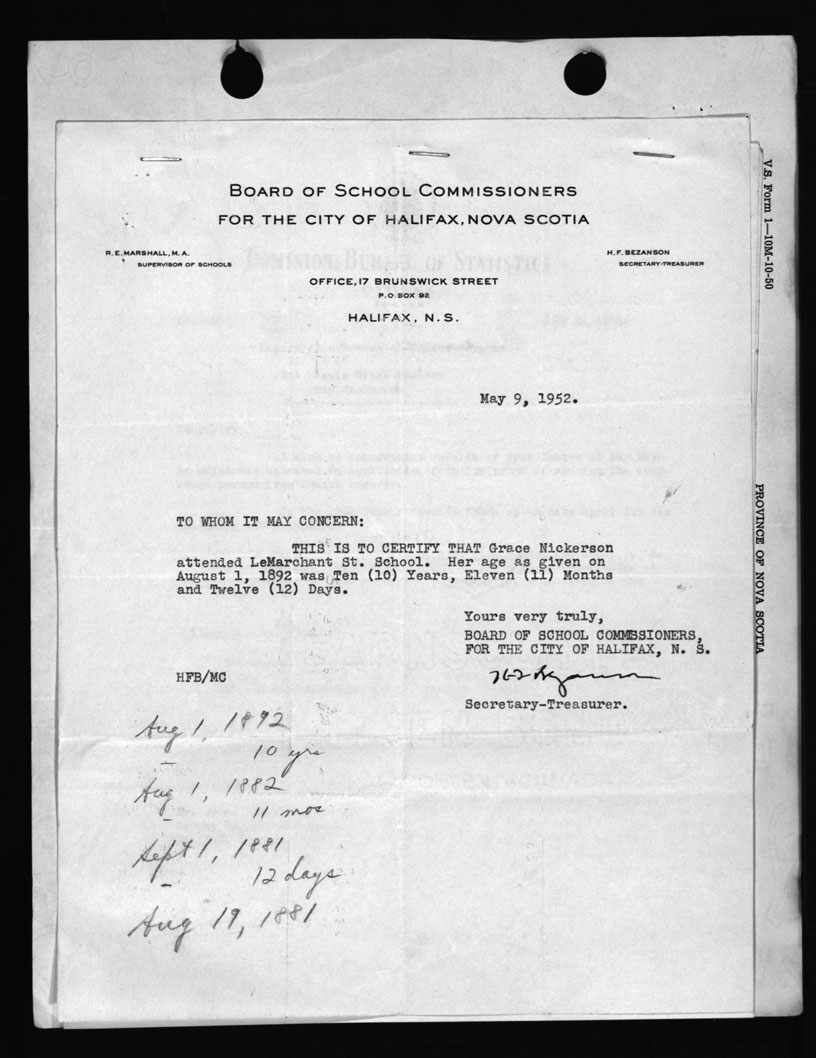 BOARD OF SCHOOL COMMISSIONERS
FOR THE CITY OF HALIFAX, NOVA SCOTIA
R. E. MARSHALL, M. A.
SUPERVISOR OF SCHOOLS
H. F. BEZANSON
SECRETARY-TREASURER
OFFICE, 17 BRUNSWICK STREET
P. O. BOX 92
HALIFAX, N. S.
May 9, 1952.
TO WHOM IT MAY CONCERN:
THIS IS TO CERTIFY THAT Grace Nickerson
attended LeMarchant St. School. Her age as given on
August 1, 1892 was Ten (10) Years, Eleven (11) Months
and Twelve (12) Days.
Yours very truly,
BOARD OF SCHOOL COMMSSIONERS,
FOR THE CITY OF HALIFAX, N. S.
HFB/MC
Secretary-Treasurer.
Aug 1, 1892
– 10 yrs
Aug 1, 1882
– 11 mos
Sept 1, 1881
– 12 days
Aug 19, 1881
V.S. Form 1—10M-10-50
PROVINCE OF NOVA SCOTIA
DOMINION BUREAU OF STATISTICS